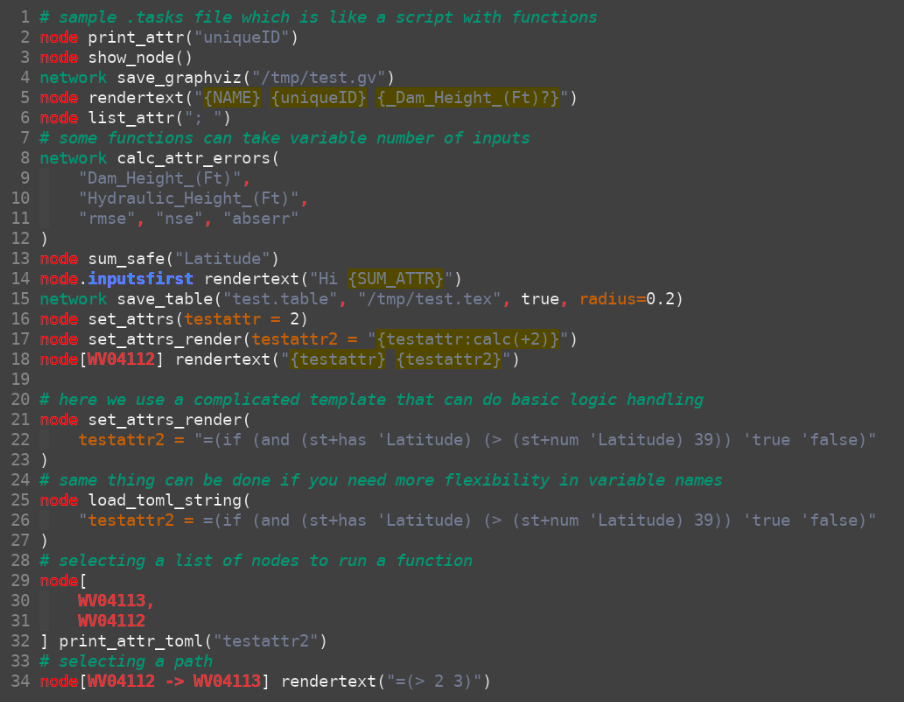 1 # sample .tasks file which is like a script with functions
2 node print_attr("uniqueID")
3 node show_node()
4 network save_graphviz("/tmp/test.gv")
5 node rendertext("{NAME} {uniqueID} {_Dam_Height_(Ft)?}")
6 node list_attr("; ")
7 # some functions can take variable number of inputs
8 network calc_attr_errors(
9     "Dam_Height_(Ft)",
10     "Hydraulic_Height_(Ft)",
11     "rmse", "nse", "abserr"
12 )
13 node sum_safe("Latitude")
14 node.inputsfirst rendertext("Hi {SUM_ATTR}")
15 network save_table("test.table", "/tmp/test.tex", true, radius=0.2)
16 node set_attrs(testattr = 2)
17 node set_attrs_render(testattr2 = "{testattr:calc(+2)}")
18 node[WV04112] rendertext("{testattr} {testattr2}")
19
20 # here we use a complicated template that can do basic logic handling
21 node set_attrs_render(
22     testattr2 = "=(if (and (st+has 'Latitude) (> (st+num 'Latitude) 39)) 'true 'false)"
23 )
24 # same thing can be done if you need more flexibility in variable names
25 node load_toml_string(
26     "testattr2 = =(if (and (st+has 'Latitude) (> (st+num 'Latitude) 39)) 'true 'false)"
27 )
28 # selecting a list of nodes to run a function
29 node[
30     WV04113,
31     WV04112
32 ] print_attr_toml("testattr2")
33 # selecting a path
34 node[WV04112 -> WV04113] rendertext("=(> 2 3)")